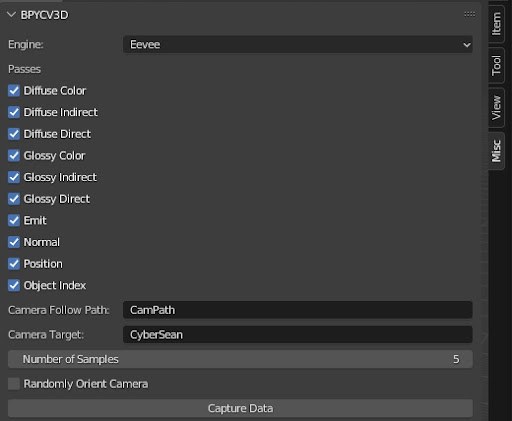 BPYCV3D
Engine: Eevee
Passes
Diffuse Color
Diffuse Indirect
Diffuse Direct
Glossy Color
Glossy Indirect
Glossy Direct
Emit
Normal
Position
Object Index
Camera Follow Path: CamPath
Camera Target: CyberSean
Number of Samples 5
Randomly Orient Camera
Capture Data
Item
Tool
View
Misc